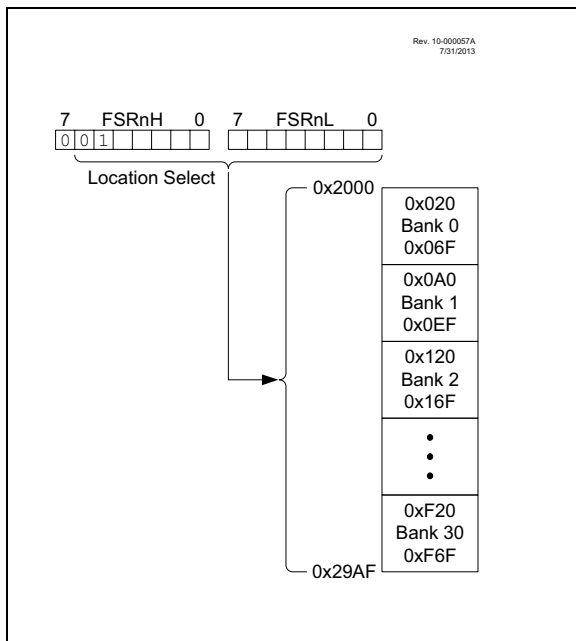 Rev. 10-000057A
7/31/2013
7 FSRnH 0 7 FSRnL 0
0 0 1
Location Select
0x2000
0x020
Bank 0
0x06F
0x0A0
Bank 1
0x0EF
0x120
Bank 2
0x16F
0xF20
Bank 30
0xF6F
0x29AF